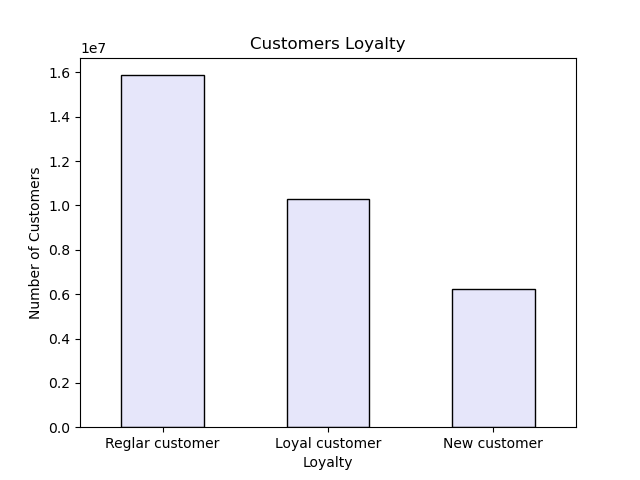 Customers Loyalty
1e7
1.6
1.4
1.2
1.0
0.8
0.6
0.4
0.2
0.0
Number of Customers
Reglar customer Loyal customer New customer
Loyalty